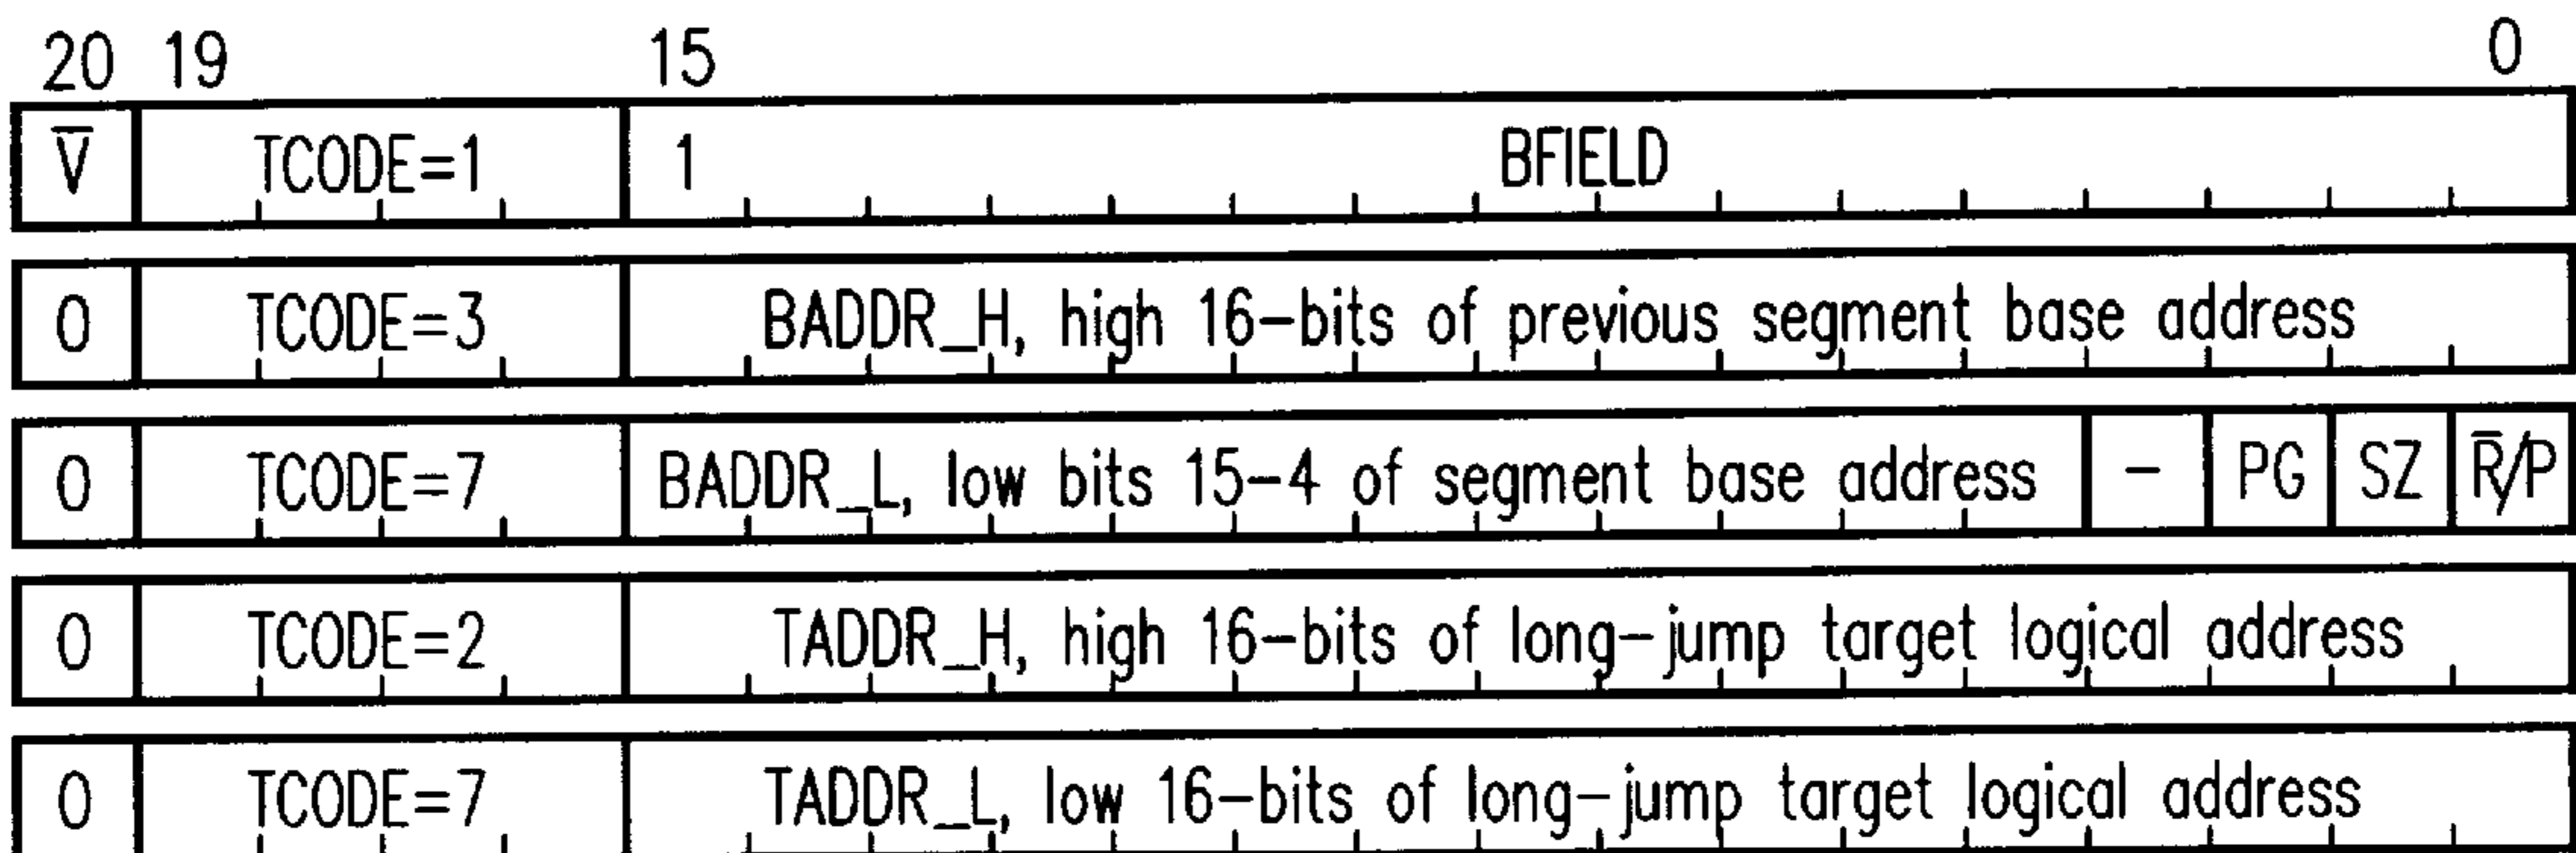 20 19 15 0
V̅ TCODE=1 1 BFIELD
0 TCODE=3 BADDR_H, high 16-bits of previous segment base address
0 TCODE=7 BADDR_L, low bits 15-4 of segment base address - PG SZ R̅/P
0 TCODE=2 TADDR_H, high 16-bits of long-jump target logical address
0 TCODE=7 TADDR_L, low 16-bits of long-jump target logical address